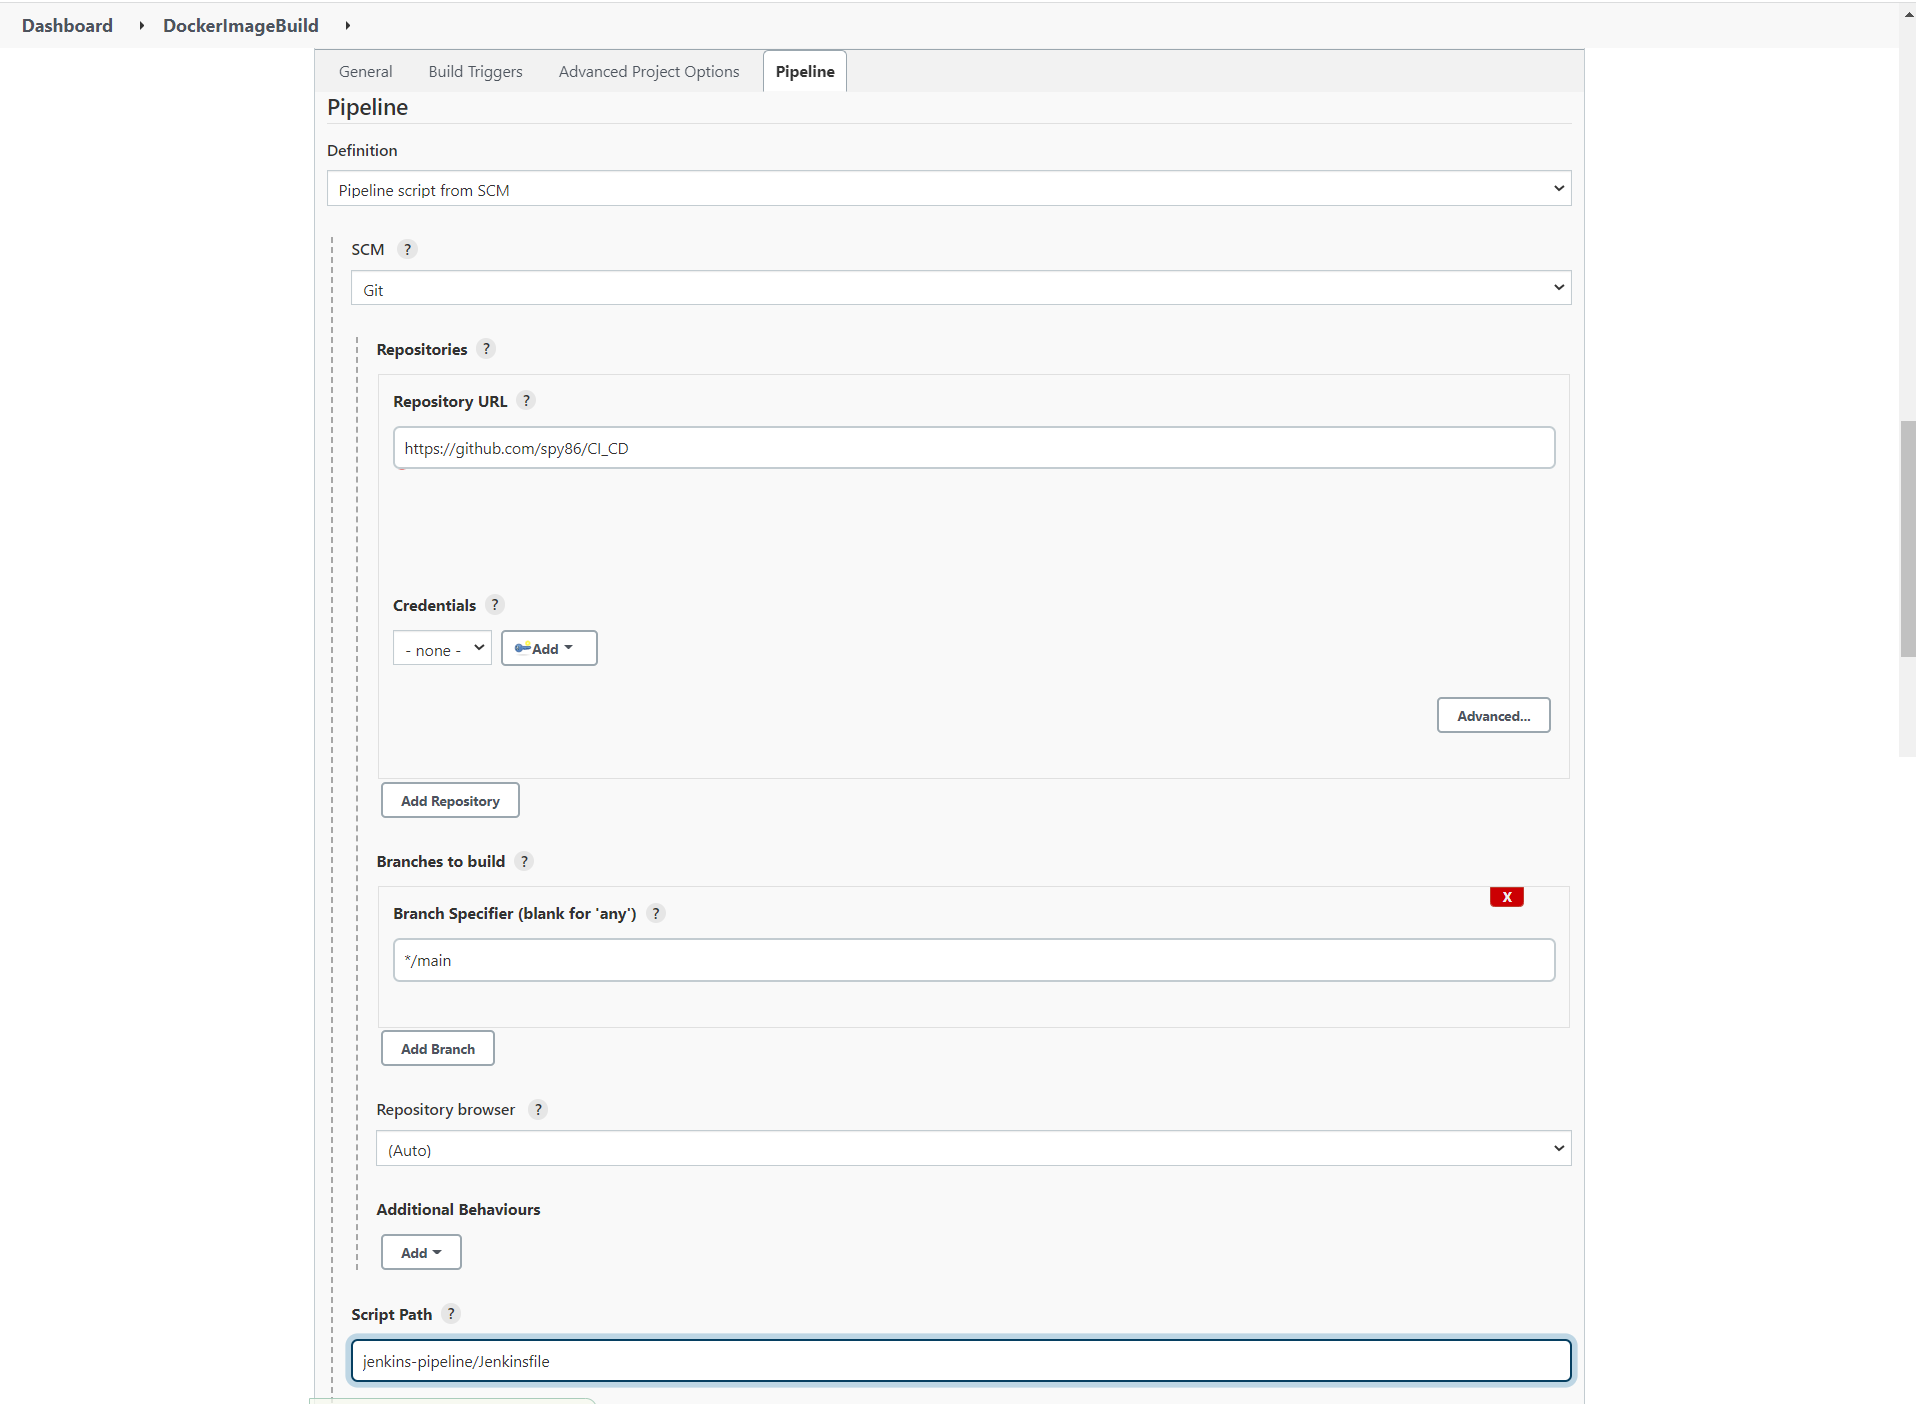 Dashboard DockerImageBuild
General Build Triggers Advanced Project Options Pipeline
Pipeline
Definition
Pipeline script from SCM
SCM ?
Git
Repositories ?
Repository URL ?
https://github.com/spy86/CI_CD
Credentials ?
- none - Add
Advanced...
Add Repository
Branches to build ?
X
Branch Specifier (blank for 'any') ?
*/main
Add Branch
Repository browser ?
(Auto)
Additional Behaviours
Add
Script Path ?
jenkins-pipeline/Jenkinsfile